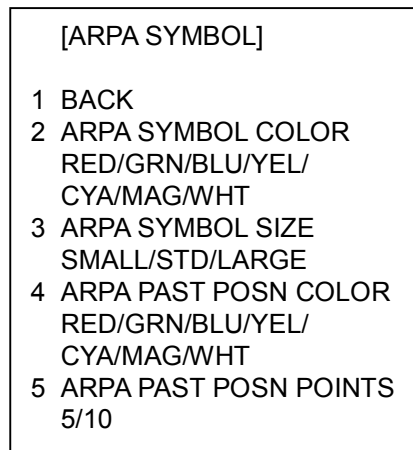 [ARPA SYMBOL]
1 BACK
2 ARPA SYMBOL COLOR
RED/GRN/BLU/YEL/
CYA/MAG/WHT
3 ARPA SYMBOL SIZE
SMALL/STD/LARGE
4 ARPA PAST POSN COLOR
RED/GRN/BLU/YEL/
CYA/MAG/WHT
5 ARPA PAST POSN POINTS
5/10